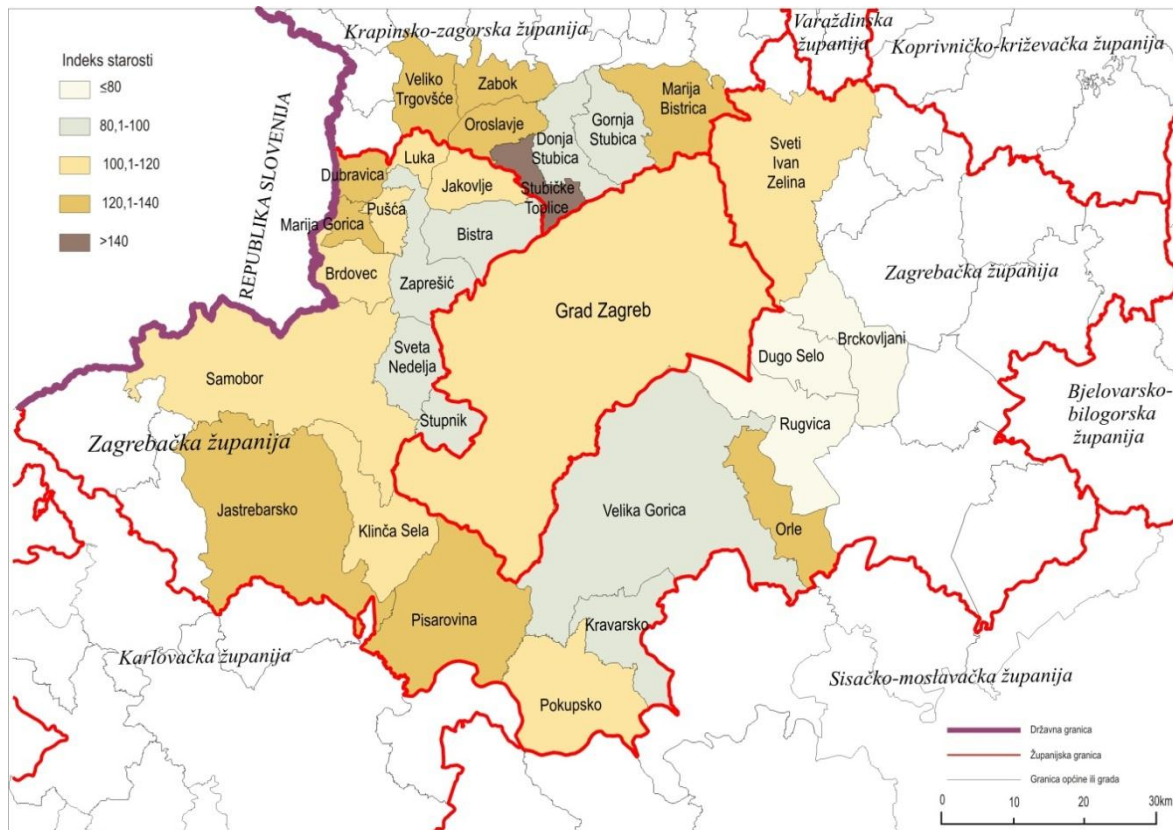 Krapinsko-zagorska županija
Varaždinska
županija
Koprivničko-križevačka županija
Indeks starosti
≤80
80,1-100
100,1-120
120,1-140
>140
REPUBLIKA SLOVENIJA
Veliko
Trgovšće
Zabok
Oroslavje
Donja
Stubica
Gornja
Stubica
Marija
Bistrica
Sveti
Ivan
Zelina
Luka
Dubravica
Jakovlje
Stubičke
Toplice
Pušća
Marija Gorica
Bistra
Brdovec
Zaprešić
Zagrebačka županija
Grad Zagreb
Sveta
Nedelja
Dugo Selo
Brckovljani
Samobor
Stupnik
Rugvica
Bjelovarsko-
bilogorska
županija
Zagrebačka županija
Jastrebarsko
Klinča Sela
Velika Gorica
Orle
Pisarovina
Kravarsko
Karlovačka županija
Sisačko-moslavačka županija
Pokupsko
Državna granica
Županijska granica
Granica općine ili grada
0 10 20 30km